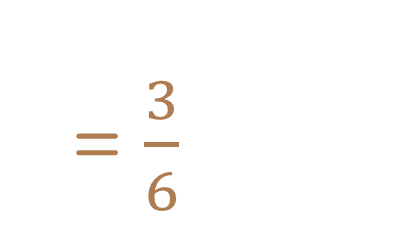 = 3/6